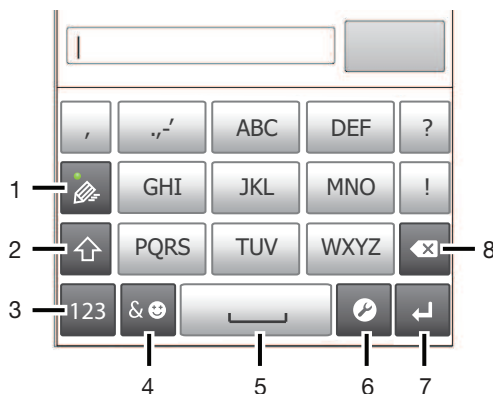 , .,-' ABC DEF ?
1 GHI JKL MNO !
2 PQRS TUV WXYZ 8
3 123 &
4 5 6 7